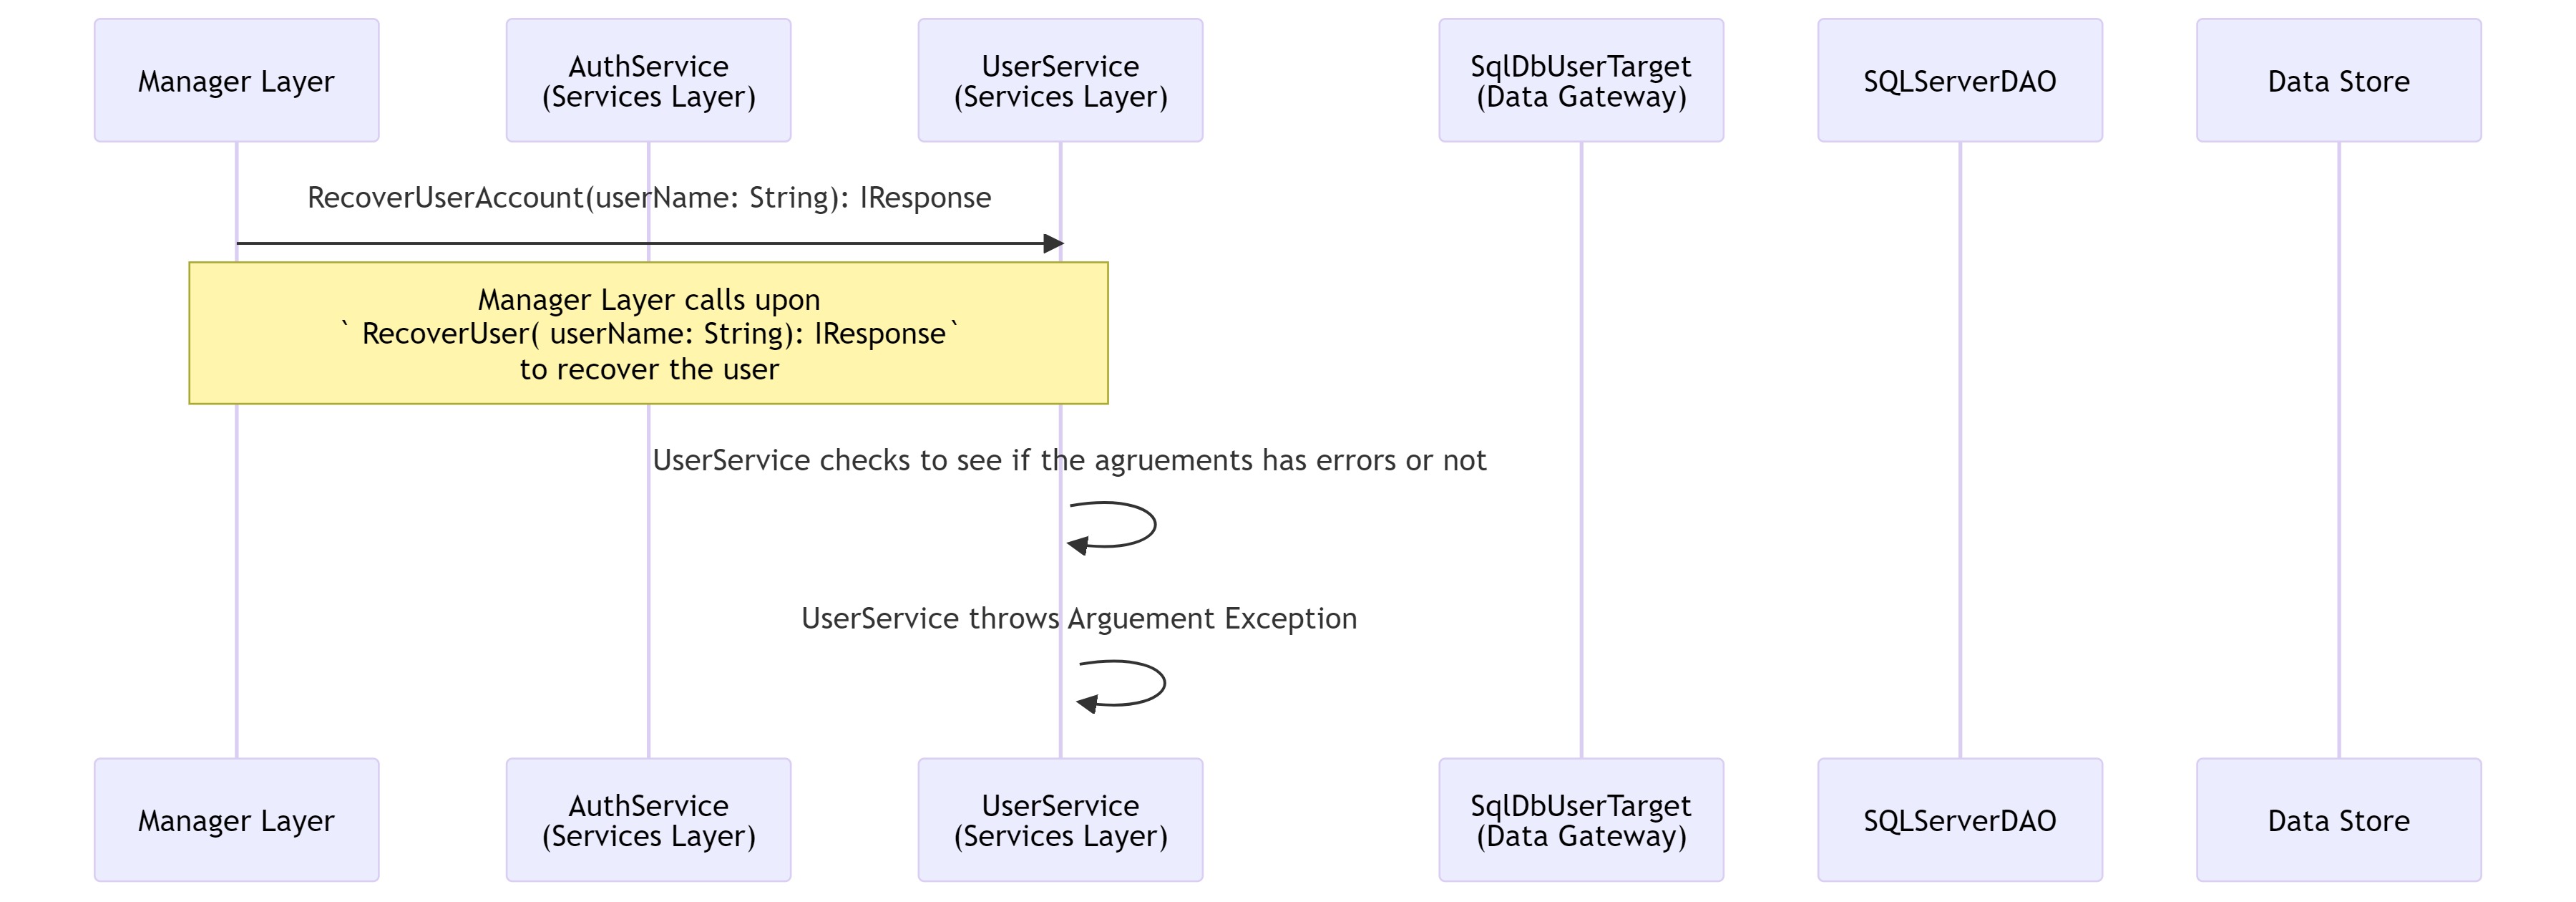 Manager Layer
AuthService
(Services Layer)
UserService
(Services Layer)
SqlDbUserTarget
(Data Gateway)
SQLServerDAO
Data Store
RecoverUserAccount(userName: String): IResponse
Manager Layer calls upon
` RecoverUser( userName: String): IResponse`
to recover the user
UserService checks to see if the agruements has errors or not
UserService throws Arguement Exception
Manager Layer
AuthService
(Services Layer)
UserService
(Services Layer)
SqlDbUserTarget
(Data Gateway)
SQLServerDAO
Data Store